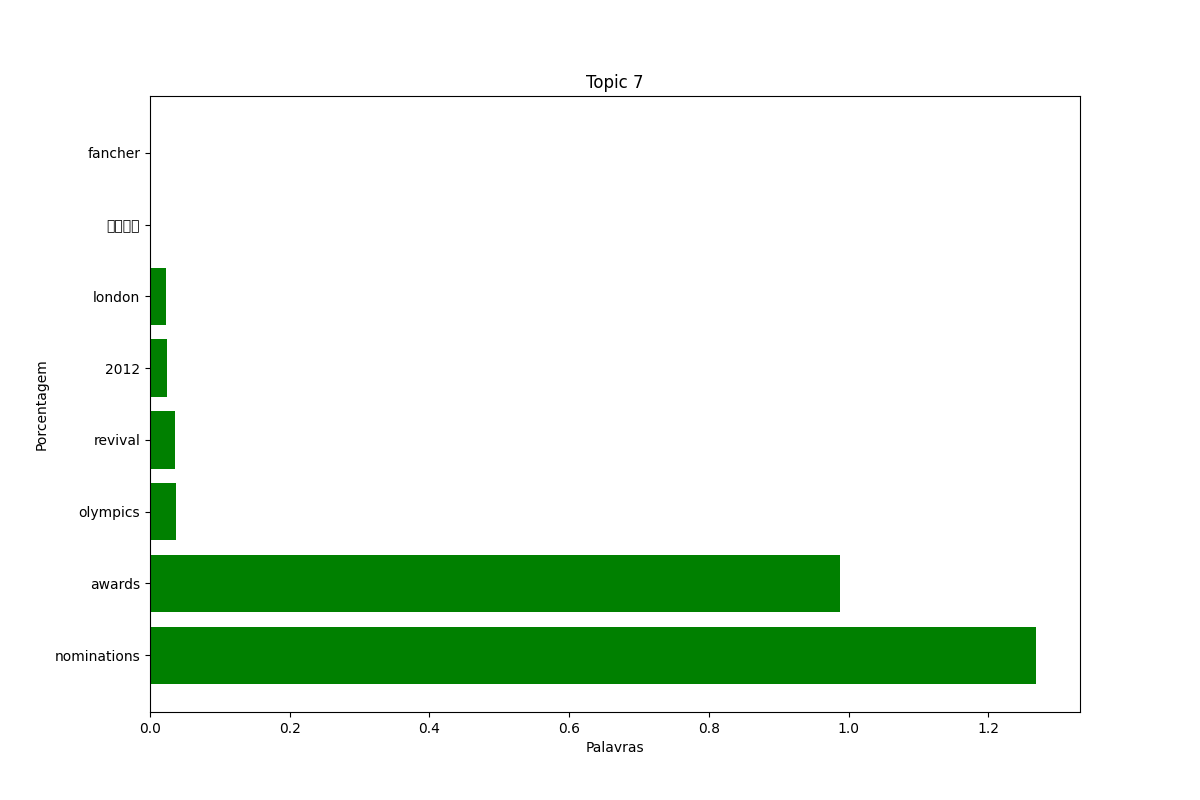 Topic 7
fancher
london
2012
revival
olympics
awards
nominations
Porcentagem
0.0 0.2 0.4 0.6 0.8 1.0 1.2
Palavras